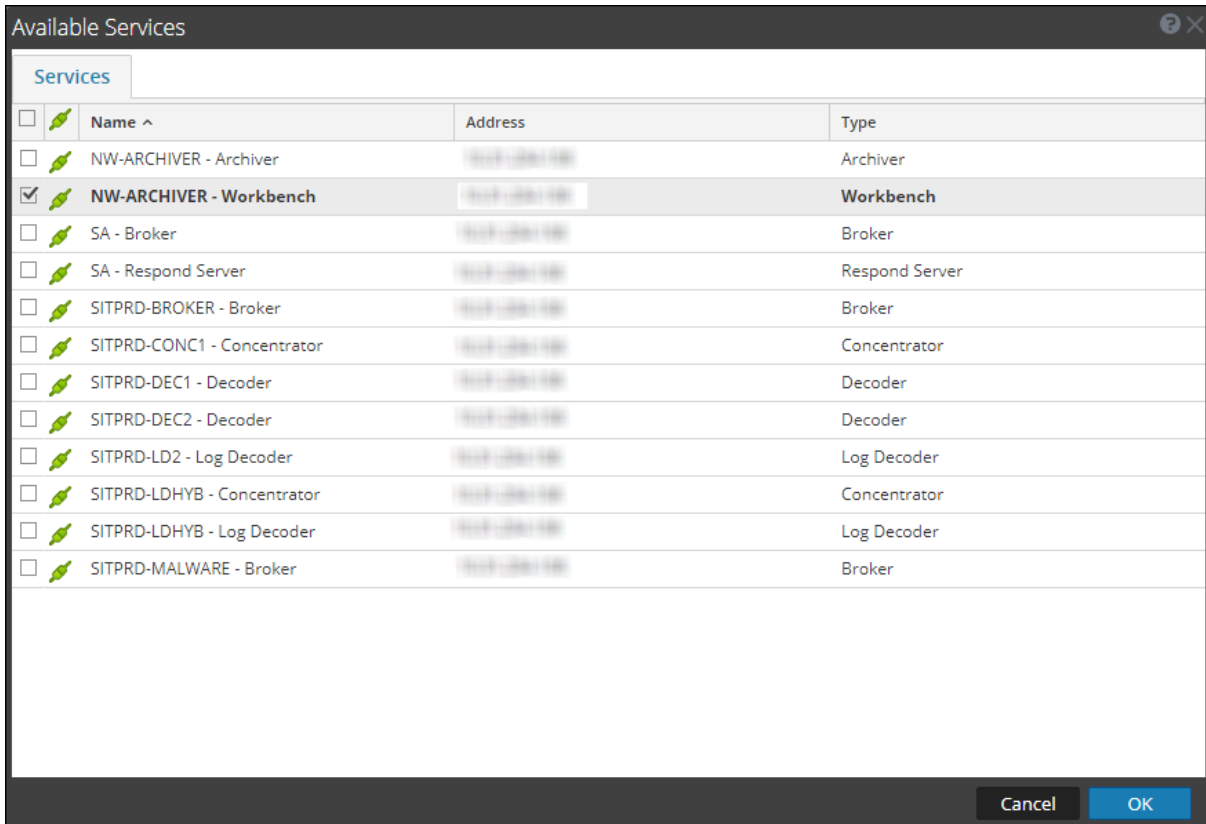 Available Services
Services
Name Address Type
NW-ARCHIVER - Archiver Archiver
NW-ARCHIVER - Workbench Workbench
SA - Broker Broker
SA - Respond Server Respond Server
SITPRD-BROKER - Broker Broker
SITPRD-CONC1 - Concentrator Concentrator
SITPRD-DEC1 - Decoder Decoder
SITPRD-DEC2 - Decoder Decoder
SITPRD-LD2 - Log Decoder Log Decoder
SITPRD-LDHYB - Concentrator Concentrator
SITPRD-LDHYB - Log Decoder Log Decoder
SITPRD-MALWARE - Broker Broker
Cancel OK